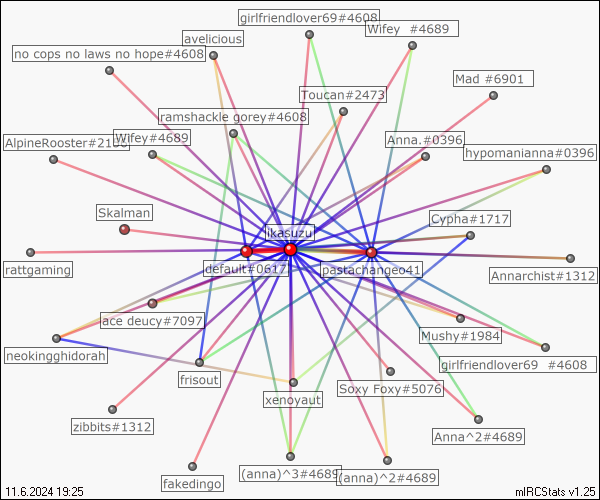 girlfriendlover69#4608
Wifey #4689
avelicious
no cops no laws no hope#4608
Mad #6901
Toucan#2473
ramshackle gorey#4608
AlpineRooster#21
Wifey#4689
Anna.#0396
hypomanianna#0396
Skalman
Cypha#1717
likasuzu
rattgaming
default#0617
pastachangeo41
Annarchist#1312
ace deucy#7097
Mushy#1984
neokingghidorah
girlfriendlover69 #4608
frisout
Soxy Foxy#5076
xenoyaut
zibbits#1312
Anna^2#4689
fakedingo
(anna)^3#4689
(anna)^2#4689
11.6.2024 19:25
mIRCStats v1.25